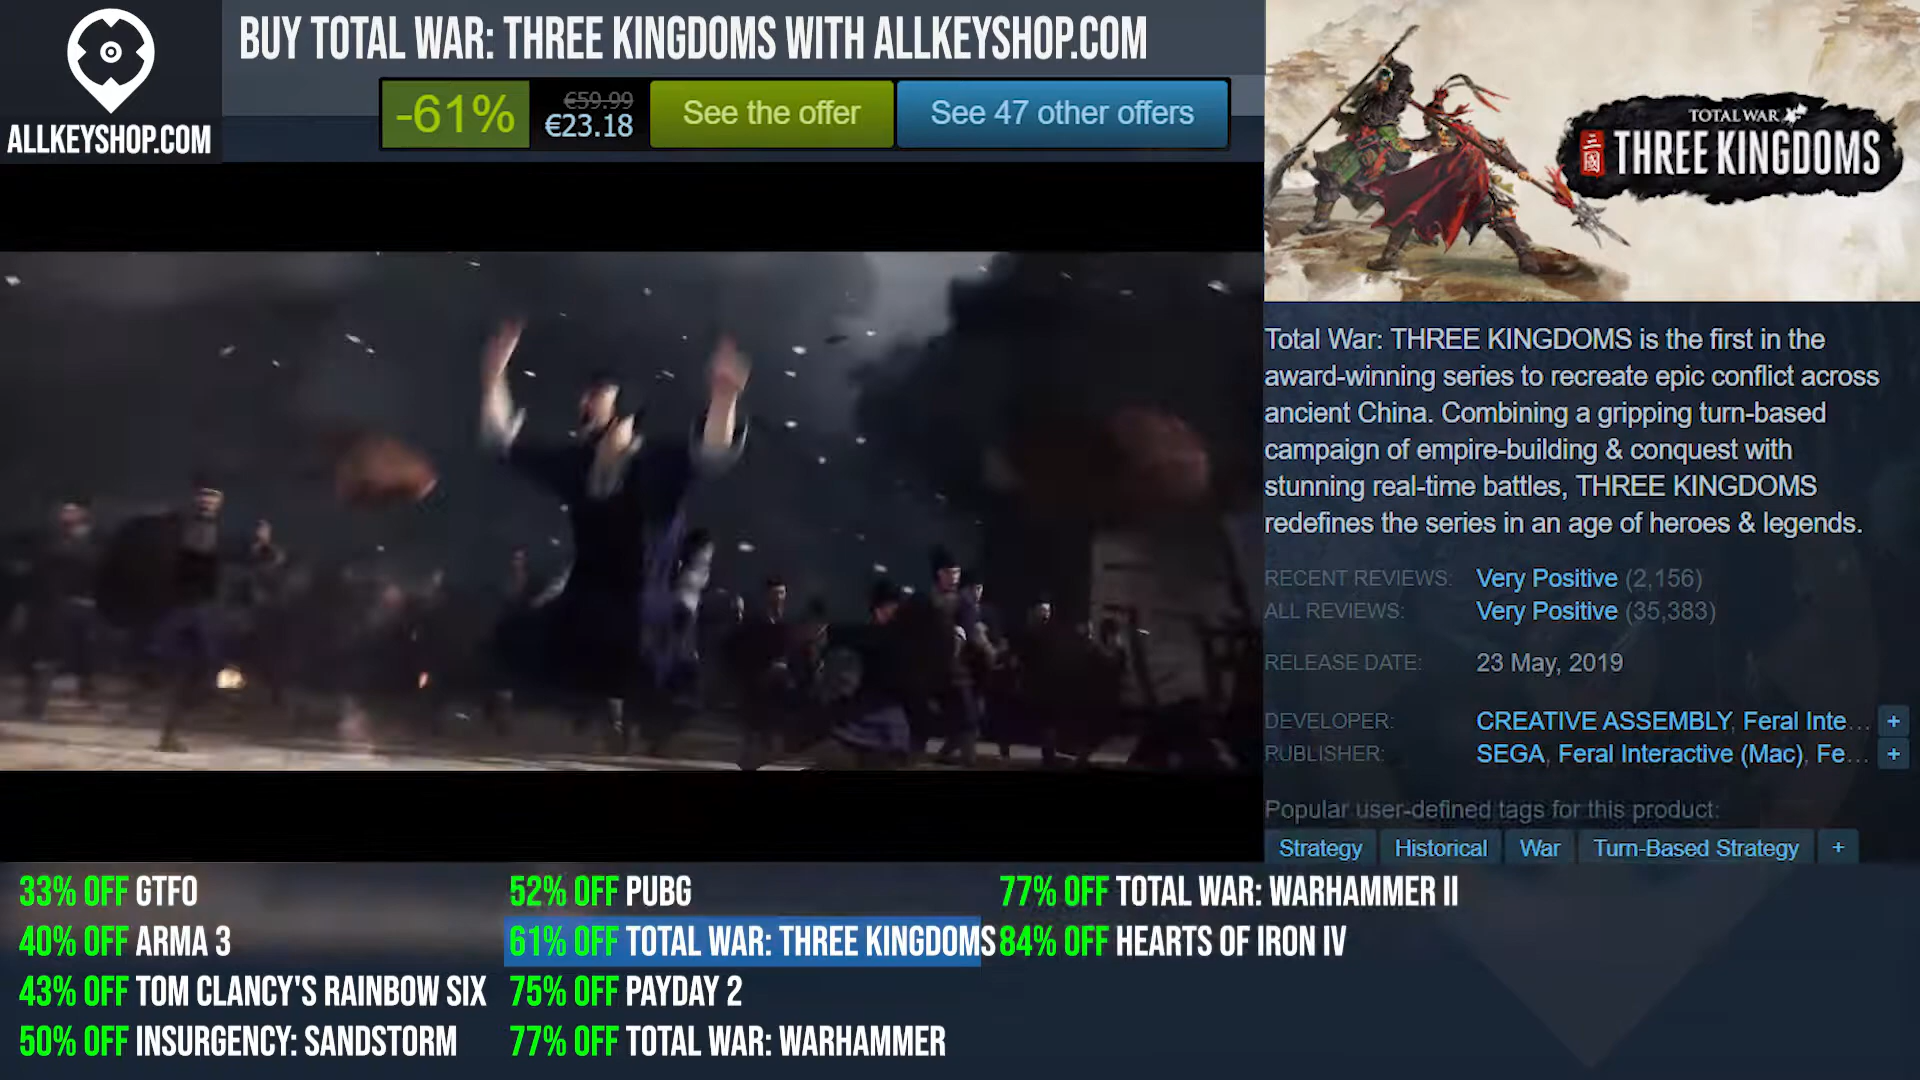 ALLKEYSHOP.COM
BUY TOTAL WAR: THREE KINGDOMS WITH ALLKEYSHOP.COM
-61%
€59.99
€23.18
See the offer
See 47 other offers
TOTAL WAR
三國
THREE KINGDOMS
Total War: THREE KINGDOMS is the first in the
award-winning series to recreate epic conflict across
ancient China. Combining a gripping turn-based
campaign of empire-building & conquest with
stunning real-time battles, THREE KINGDOMS
redefines the series in an age of heroes & legends.
RECENT REVIEWS: Very Positive (2,156)
ALL REVIEWS: Very Positive (35,383)
RELEASE DATE: 23 May, 2019
DEVELOPER: CREATIVE ASSEMBLY, Feral Inte... +
PUBLISHER: SEGA, Feral Interactive (Mac), Fe... +
Popular user-defined tags for this product:
Strategy Historical War Turn-Based Strategy +
33% OFF GTFO
40% OFF ARMA 3
43% OFF TOM CLANCY'S RAINBOW SIX
50% OFF INSURGENCY: SANDSTORM
52% OFF PUBG
61% OFF TOTAL WAR: THREE KINGDOMS
75% OFF PAYDAY 2
77% OFF TOTAL WAR: WARHAMMER
77% OFF TOTAL WAR: WARHAMMER II
84% OFF HEARTS OF IRON IV